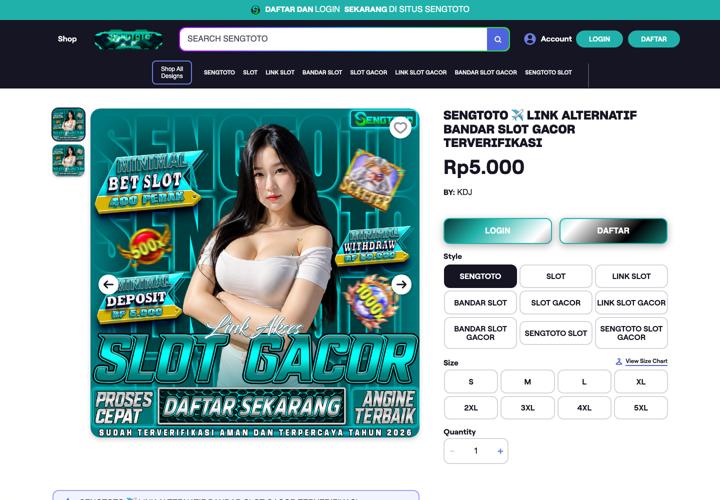 DAFTAR DAN LOGIN SEKARANG DI SITUS SENGTOTO
Shop
SEARCH SENGTOTO
Account
LOGIN
DAFTAR
Shop All
Designs
SENGTOTO
SLOT
LINK SLOT
BANDAR SLOT
SLOT GACOR
LINK SLOT GACOR
BANDAR SLOT GACOR
SENGTOTO SLOT
SENGTOTO
MINIMAL
BET SLOT
400 PERAK
SCATTER
500x
MINIMAL
WITHDRAW
MINIMAL
DEPOSIT
RP 5.000
1000x
Link Akses
SLOT GACOR
PROSES
CEPAT
DAFTAR SEKARANG
ANGINE
TERBAIK
SUDAH TERVERIFIKASI AMAN DAN TERPERCAYA TAHUN 2026
SENGTOTO ✈️ LINK ALTERNATIF
BANDAR SLOT GACOR
TERVERIFIKASI
Rp5.000
BY: KDJ
LOGIN
DAFTAR
Style
SENGTOTO
SLOT
LINK SLOT
BANDAR SLOT
SLOT GACOR
LINK SLOT GACOR
BANDAR SLOT
GACOR
SENGTOTO SLOT
SENGTOTO SLOT
GACOR
Size
View Size Chart
S
M
L
XL
2XL
3XL
4XL
5XL
Quantity
− 1 +